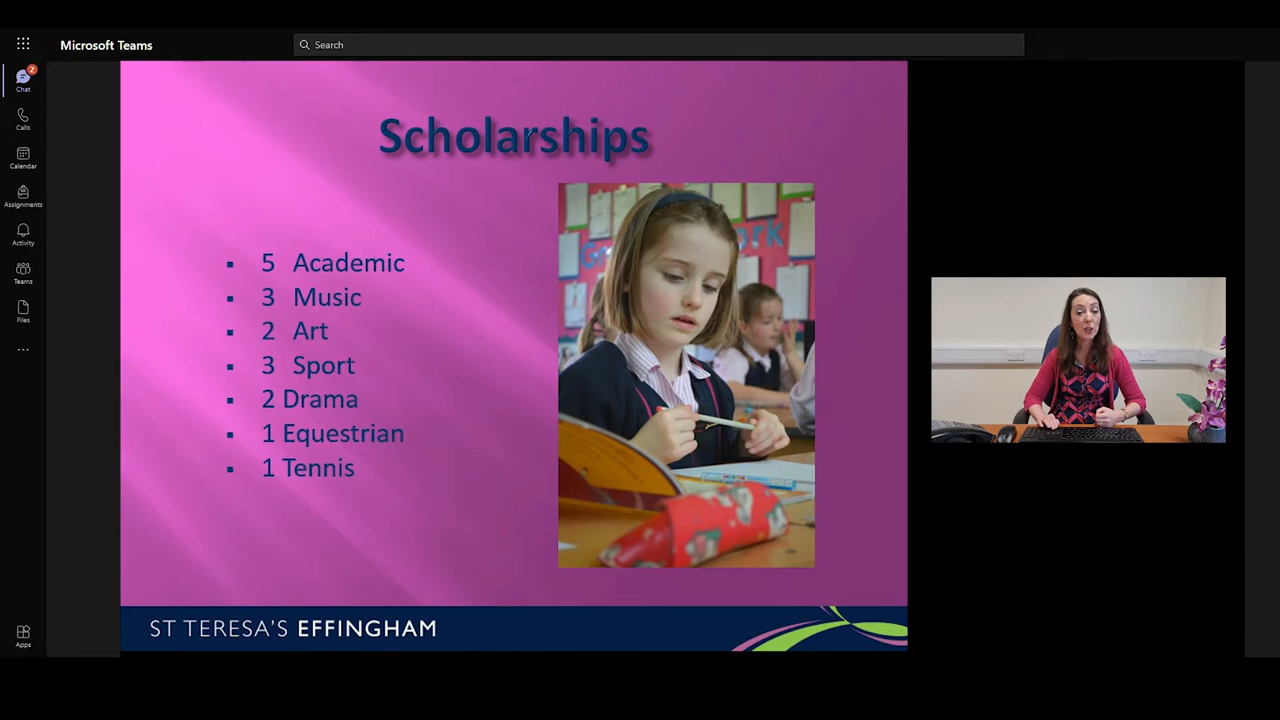 Microsoft Teams
Search
2
Chat
Calls
Calendar
Assignments
Activity
Teams
Files
Apps
Scholarships
5 Academic
3 Music
2 Art
3 Sport
2 Drama
1 Equestrian
1 Tennis
ST TERESA'S EFFINGHAM